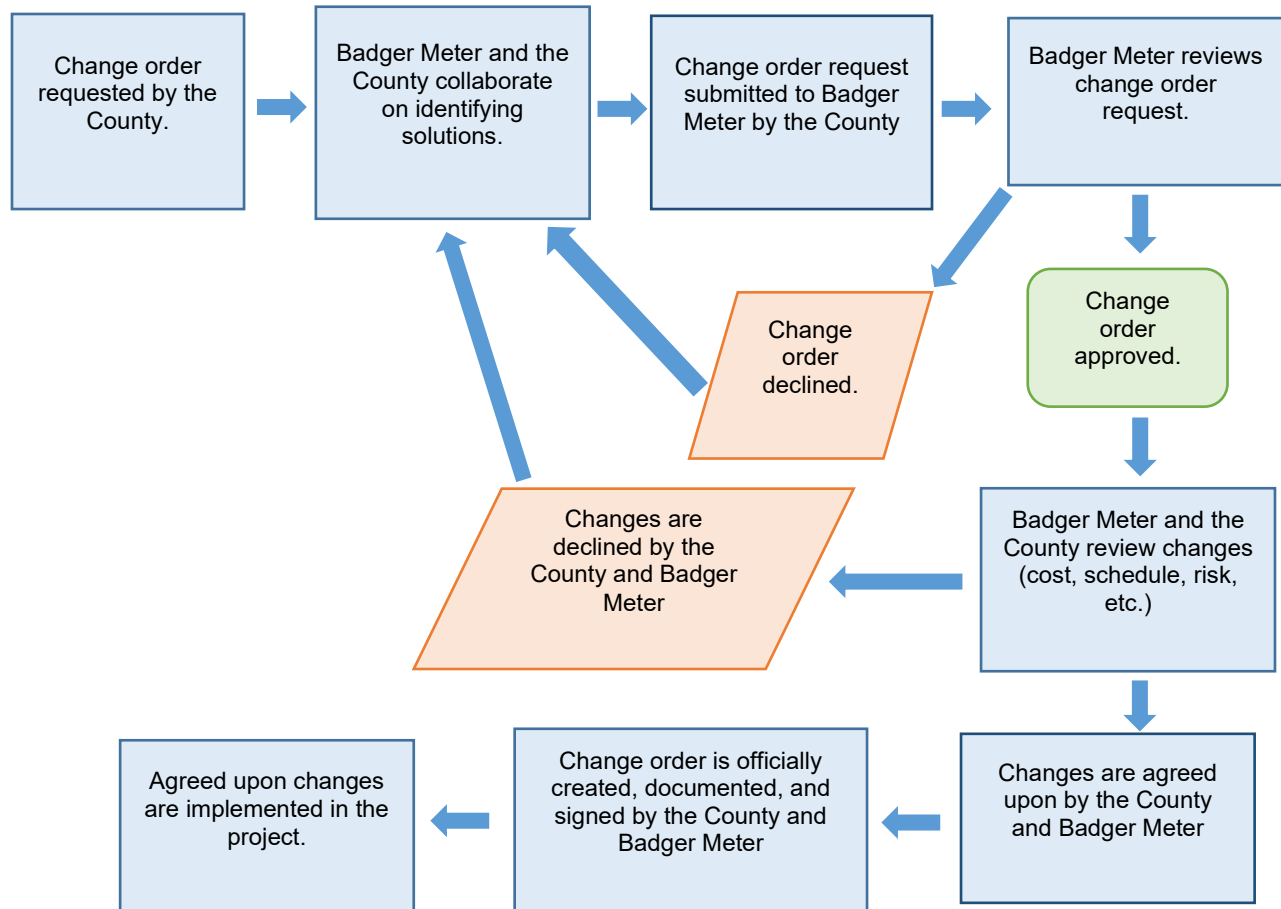 Change order
requested by the
County.
Badger Meter and the
County collaborate
on identifying
solutions.
Change order request
submitted to Badger
Meter by the County
Badger Meter reviews
change order
request.
Change
order
declined.
Change
order
approved.
Changes are
declined by the
County and Badger
Meter
Badger Meter and the
County review changes
(cost, schedule, risk,
etc.)
Agreed upon changes
are implemented in the
project.
Change order is officially
created, documented, and
signed by the County and
Badger Meter
Changes are agreed
upon by the County
and Badger Meter